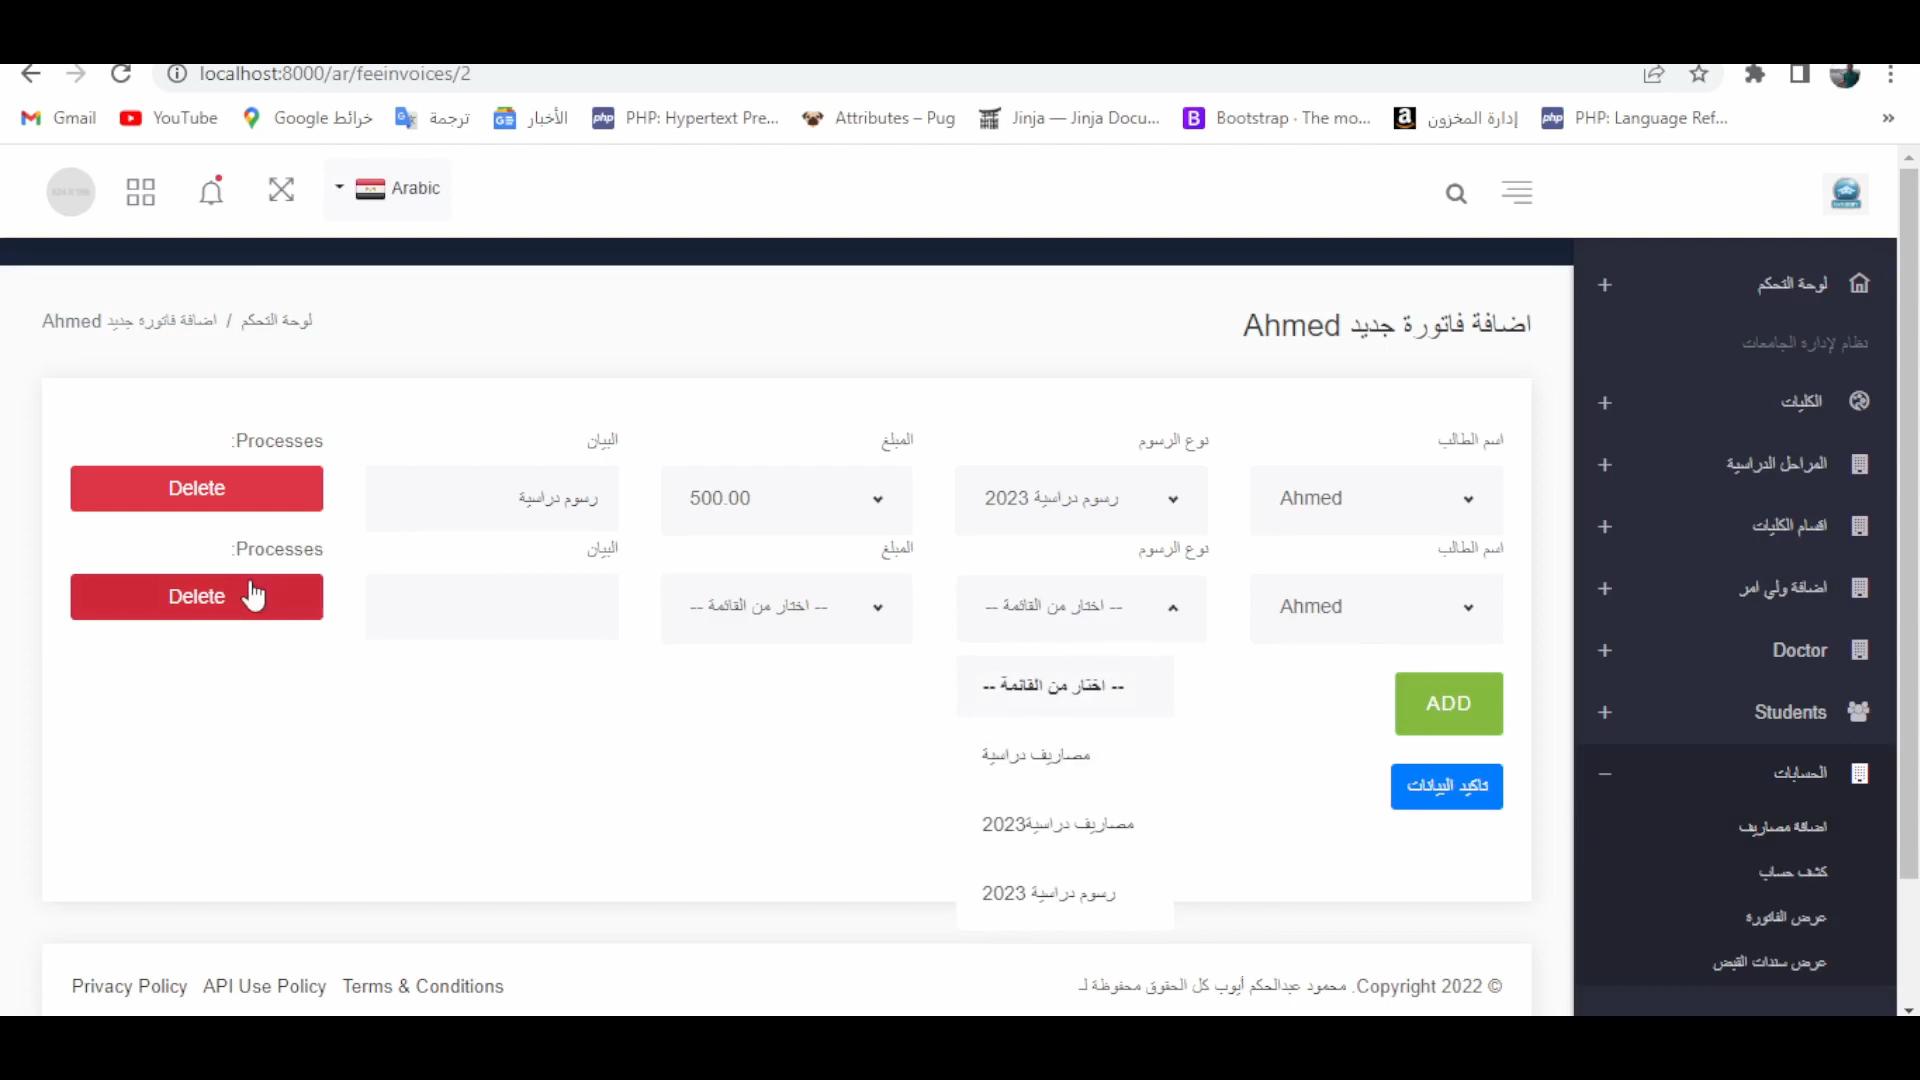 localhost:8000/ar/feeinvoices/2
Gmail YouTube خرائط Google ترجمة الأخبار PHP: Hypertext Pre... Attributes – Pug Jinja — Jinja Docu... Bootstrap · The mo... إدارة المخزون PHP: Language Ref... »
Arabic
لوحة التحكم
نظام لإدارة الجامعات
الكليات
المراحل الدراسية
اقسام الكليات
اضافة ولي امر
Doctor
Students
الحسابات
اضافة مصاريف
كشف حساب
عرض الفاتورة
عرض سندات القبض
اضافة فاتورة جديد Ahmed
لوحة التحكم / اضافة فاتورة جديد Ahmed
اسم الطالب نوع الرسوم المبلغ البيان Processes:
Ahmed رسوم دراسية 2023 500.00 رسوم دراسية Delete
اسم الطالب نوع الرسوم المبلغ البيان Processes:
Ahmed -- اختار من القائمة -- -- اختار من القائمة -- Delete
-- اختار من القائمة --
مصاريف دراسية
مصاريف دراسية2023
رسوم دراسية 2023
ADD
تاكيد البيانات
© Copyright 2022. محمود عبدالحكم أيوب كل الحقوق محفوظة لـ
Privacy Policy API Use Policy Terms & Conditions